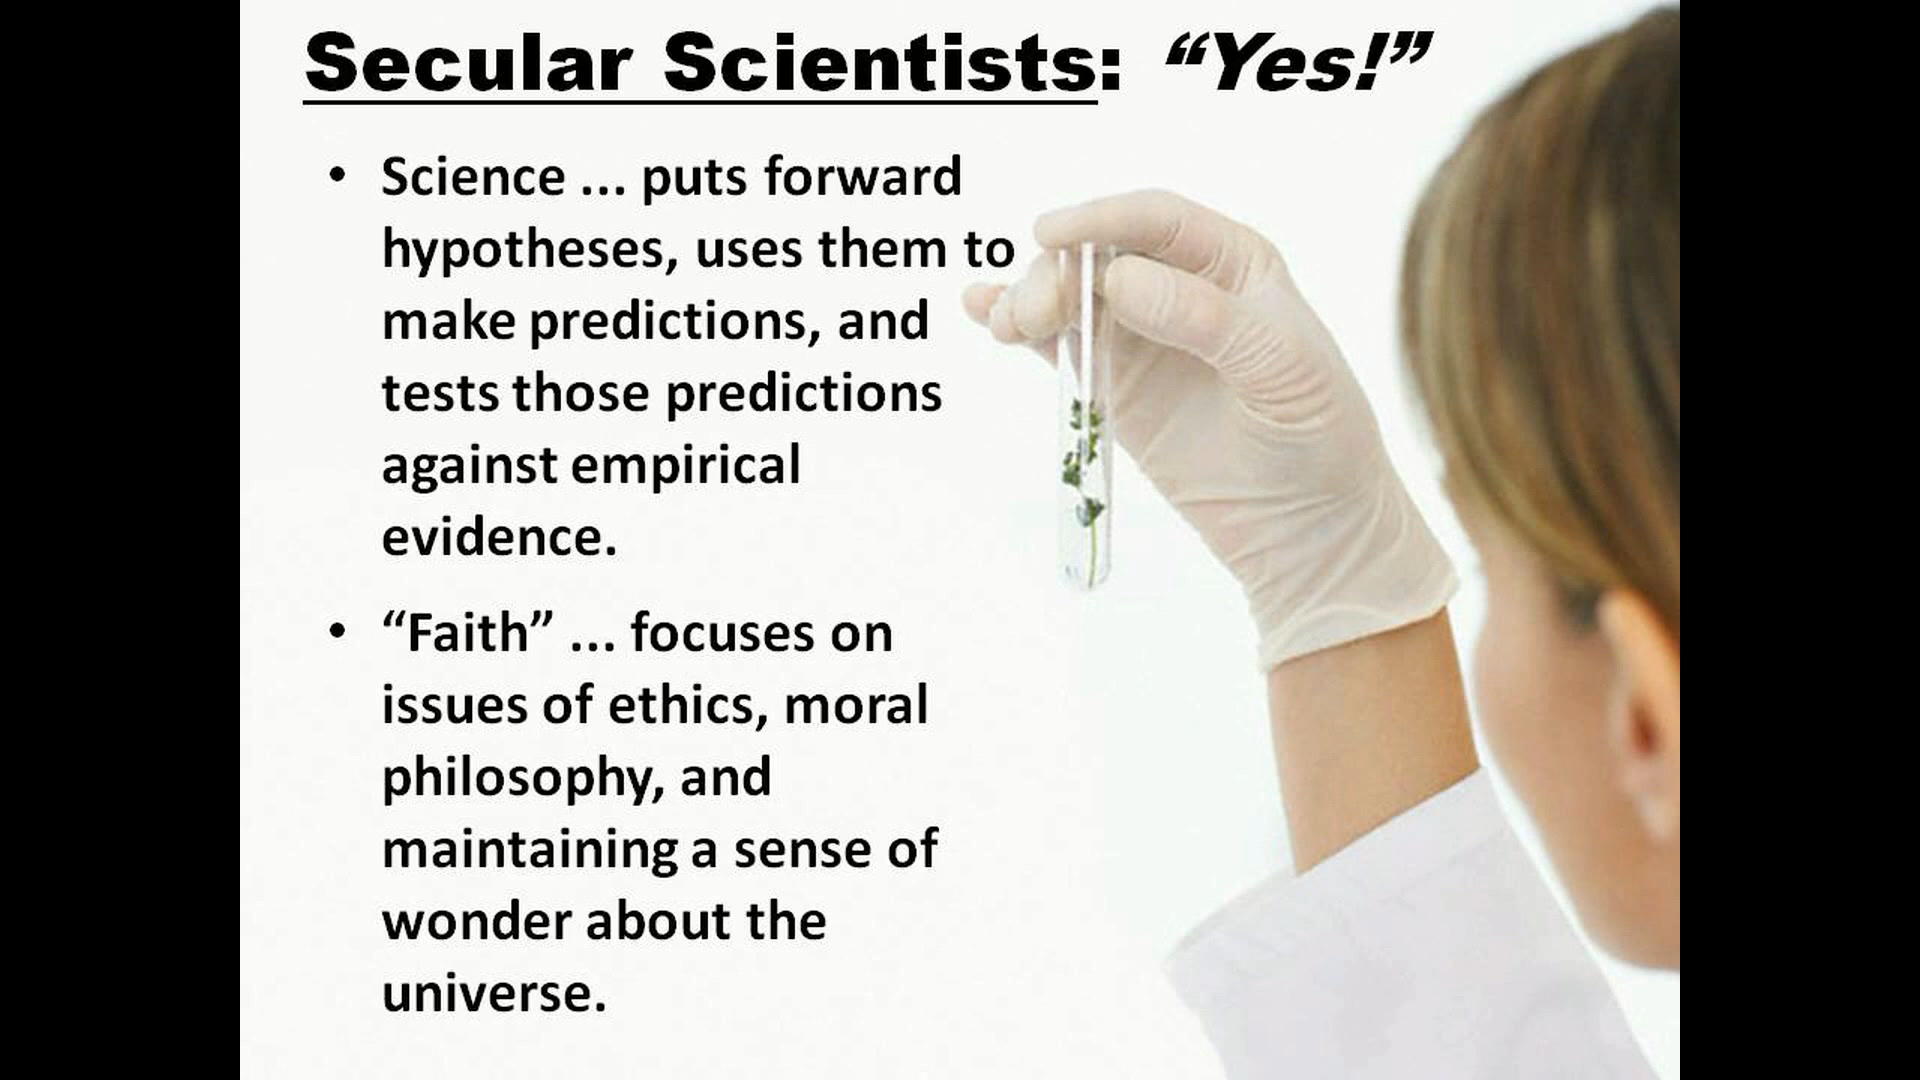 Secular Scientists: “Yes!”
• Science ... puts forward
hypotheses, uses them to
make predictions, and
tests those predictions
against empirical
evidence.
• “Faith” ... focuses on
issues of ethics, moral
philosophy, and
maintaining a sense of
wonder about the
universe.